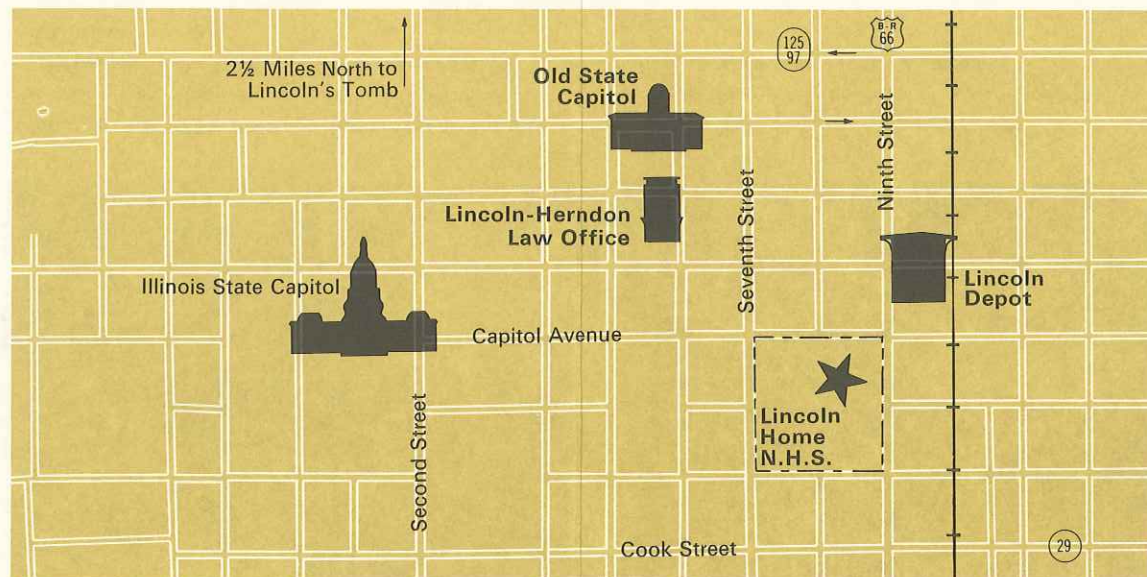 B-R
66
125
97
2½ Miles North to
Lincoln's Tomb
Old State
Capitol
Ninth Street
Seventh Street
Lincoln-Herndon
Law Office
Illinois State Capitol
Lincoln
Depot
Capitol Avenue
Second Street
Lincoln
Home
N.H.S.
Cook Street
29